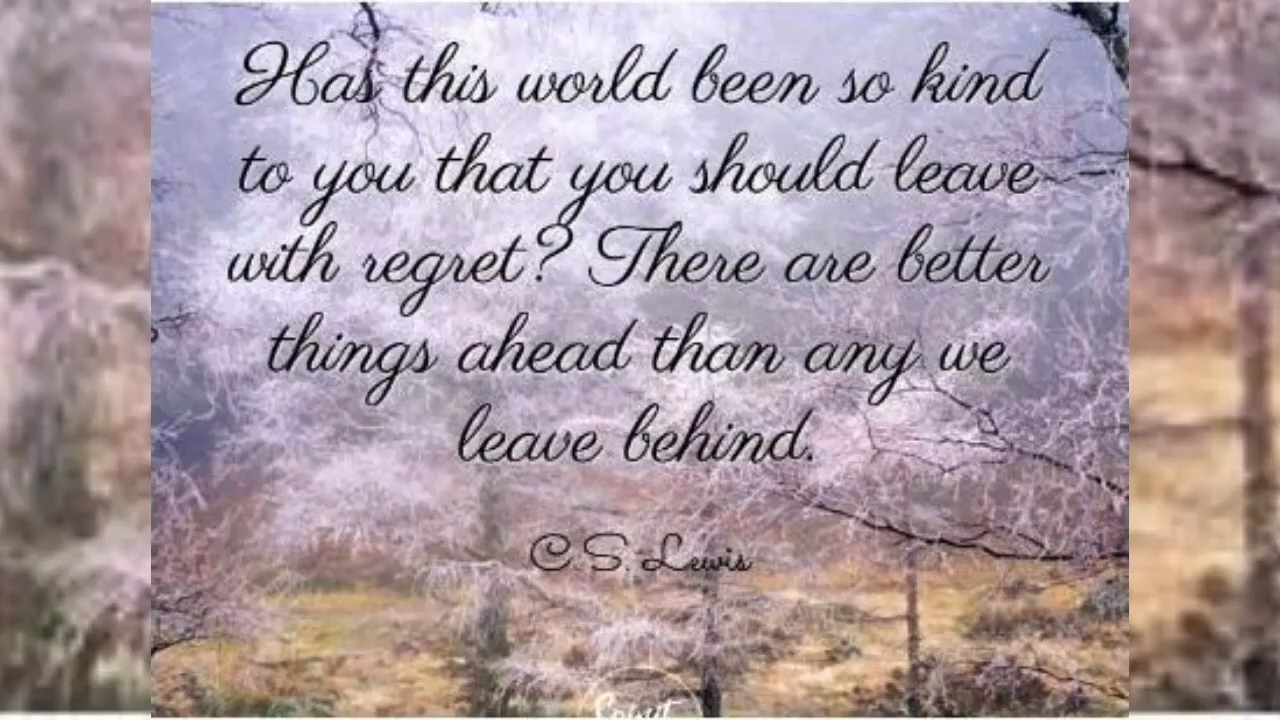 Has this world been so kind
to you that you should leave
with regret? There are better
things ahead than any we
leave behind.
C.S. Lewis